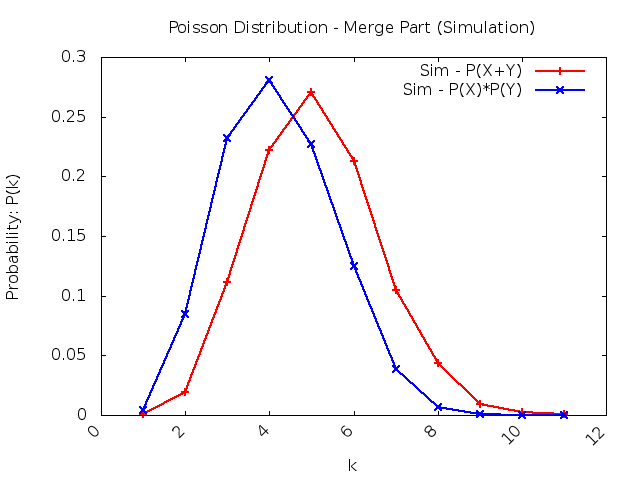 Poisson Distribution - Merge Part (Simulation)
0.3
0.25
0.2
0.15
0.1
0.05
0
Probability: P(k)
Sim - P(X+Y)
Sim - P(X)*P(Y)
0
2
4
6
8
10
12
k